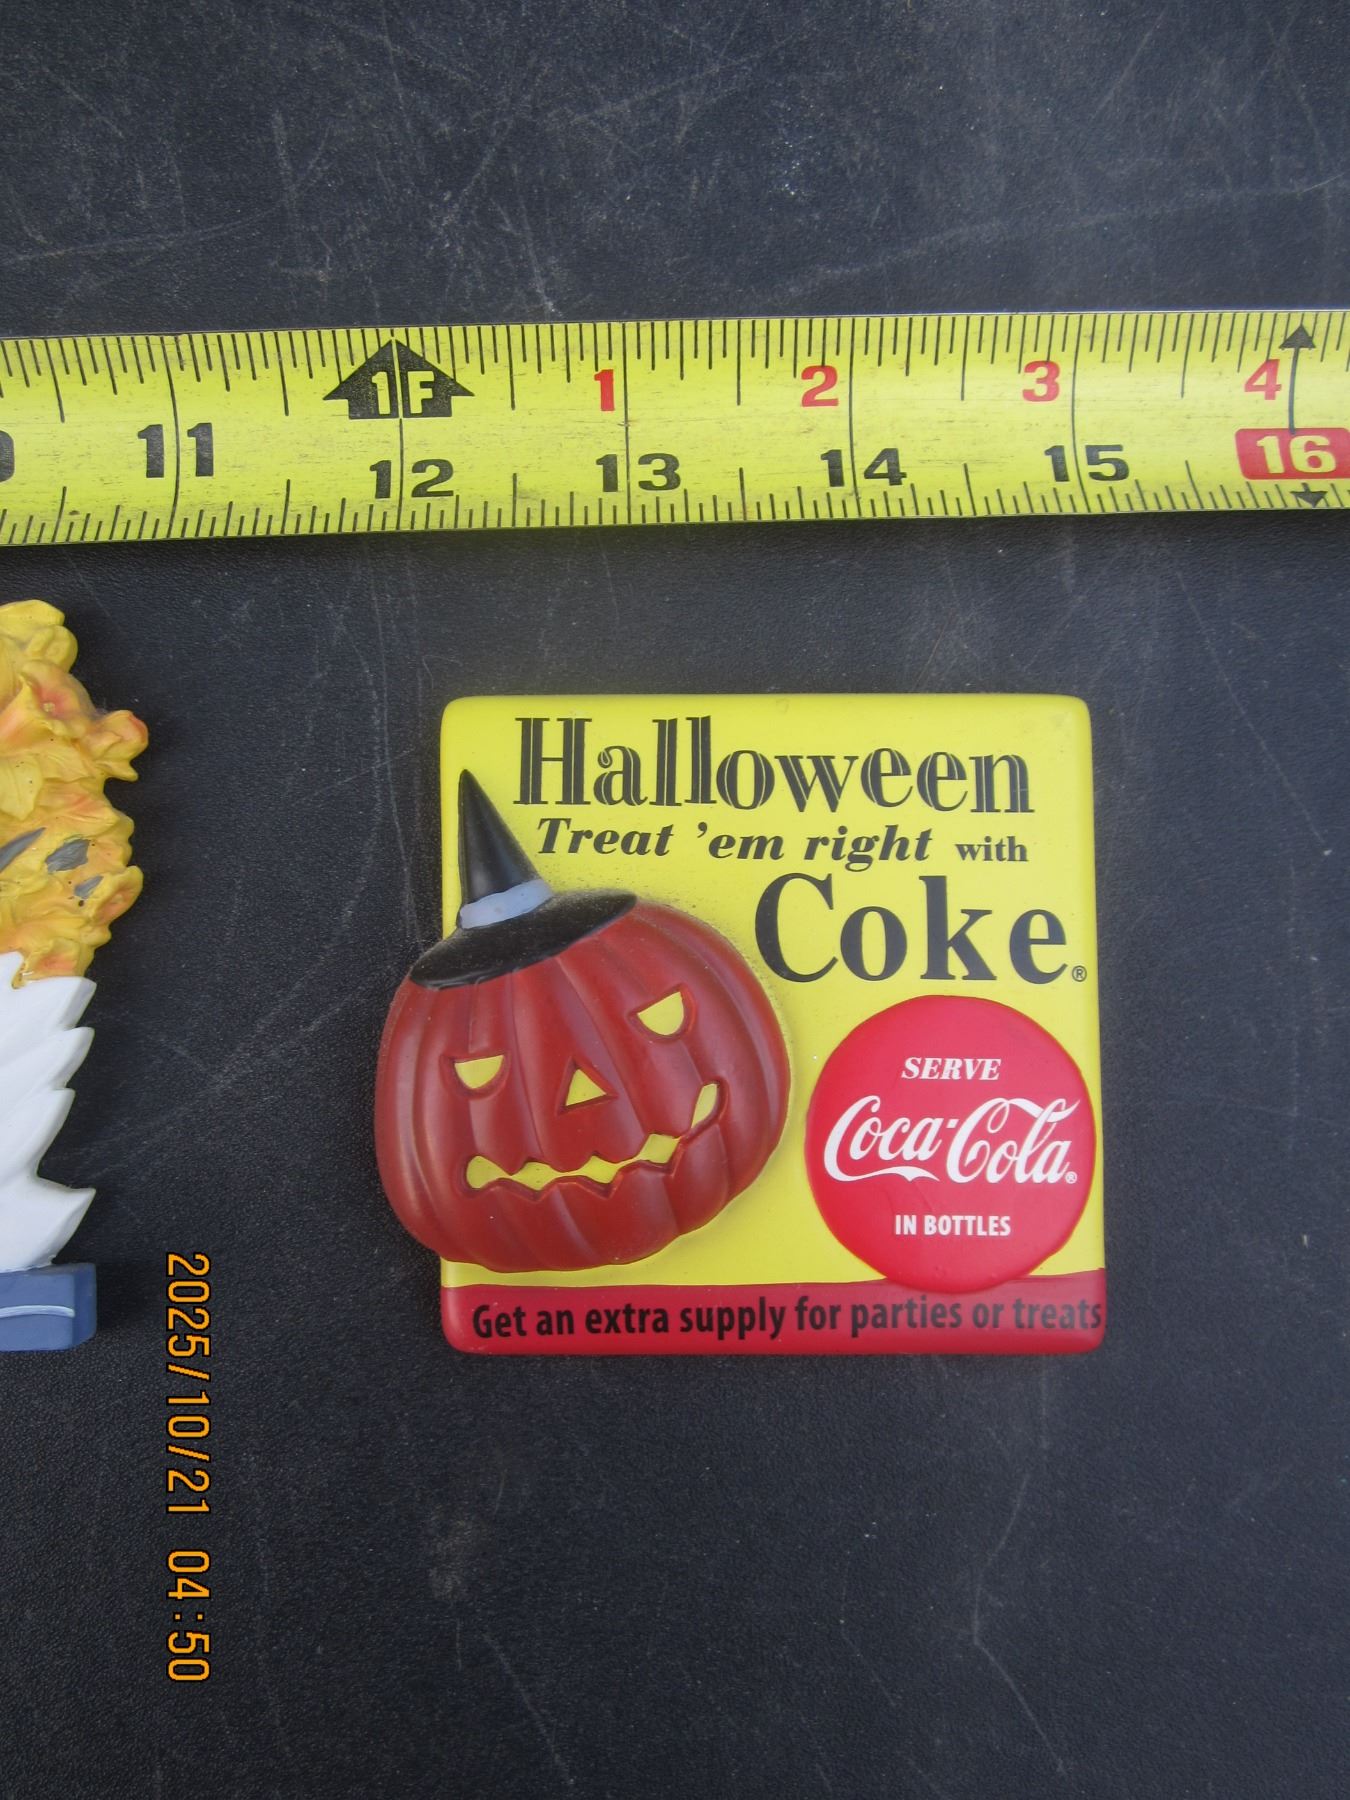 1F 1 2 3 4
11 12 13 14 15 16
Halloween
Treat 'em right with
Coke®
SERVE
Coca-Cola®
IN BOTTLES
Get an extra supply for parties or treats
2025/10/21 04:50